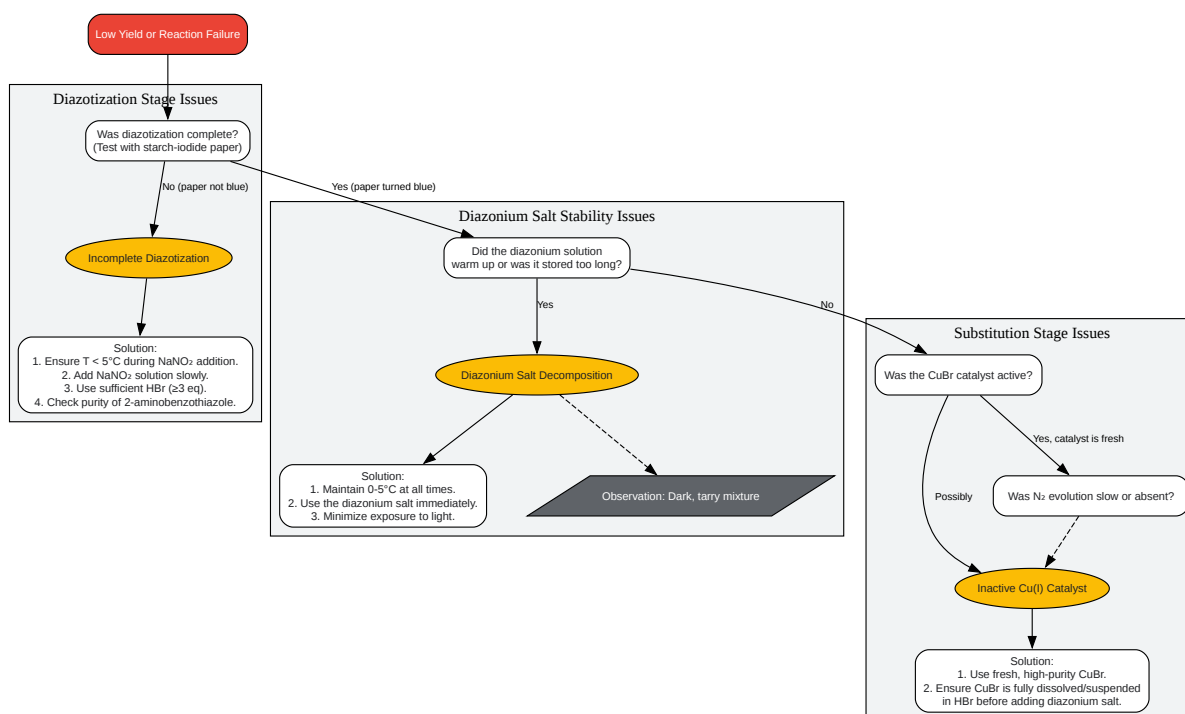 Low Yield or Reaction Failure
Diazotization Stage Issues
Was diazotization complete?
(Test with starch-iodide paper)
No (paper not blue)
Yes (paper turned blue)
Incomplete Diazotization
Solution:
1. Ensure T < 5°C during NaNO₂ addition.
2. Add NaNO₂ solution slowly.
3. Use sufficient HBr (≥3 eq).
4. Check purity of 2-aminobenzothiazole.
Diazonium Salt Stability Issues
Did the diazonium solution
warm up or was it stored too long?
Yes
No
Diazonium Salt Decomposition
Solution:
1. Maintain 0-5°C at all times.
2. Use the diazonium salt immediately.
3. Minimize exposure to light.
Observation: Dark, tarry mixture
Substitution Stage Issues
Was the CuBr catalyst active?
Yes, catalyst is fresh
Possibly
Was N₂ evolution slow or absent?
Inactive Cu(I) Catalyst
Solution:
1. Use fresh, high-purity CuBr.
2. Ensure CuBr is fully dissolved/suspended
in HBr before adding diazonium salt.